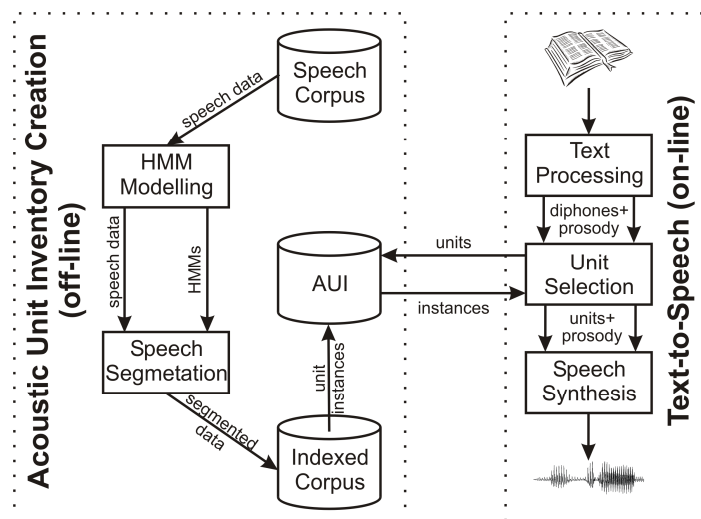 Acoustic Unit Inventory Creation
(off-line)
Speech
Corpus
speech data
HMM
Modelling
speech data
HMMs
Speech
Segmetation
segmented
data
Indexed
Corpus
unit
instances
AUI
units
instances
Text
Processing
diphones+
prosody
Unit
Selection
units+
prosody
Speech
Synthesis
Text-to-Speech (on-line)